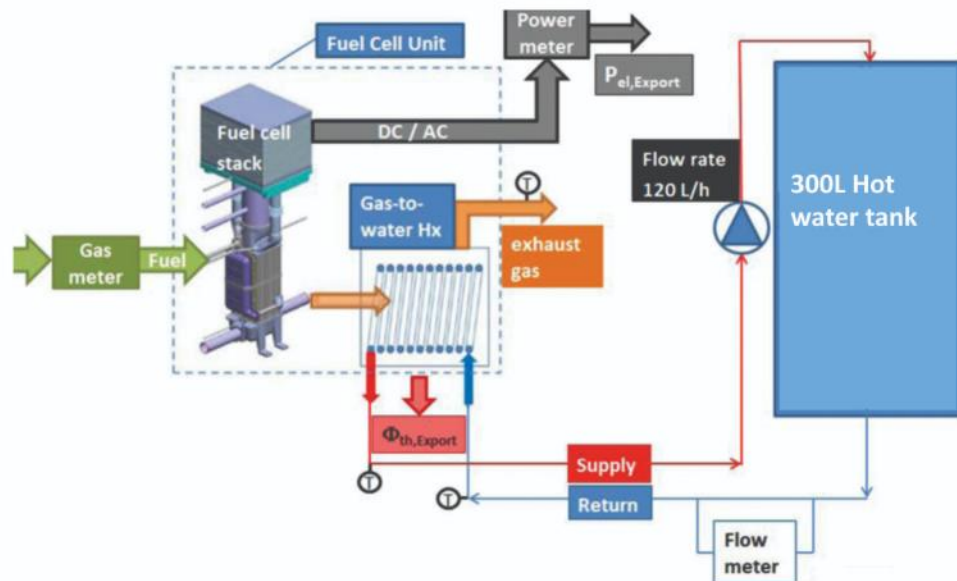 Fuel Cell Unit
Power
meter
P el,Export
Fuel cell
stack
DC / AC
Flow rate
120 L/h
300L Hot
water tank
T
Gas-to-
water Hx
exhaust
gas
Gas
meter
Fuel
Φth,Export
T
Supply
T
Return
Flow
meter